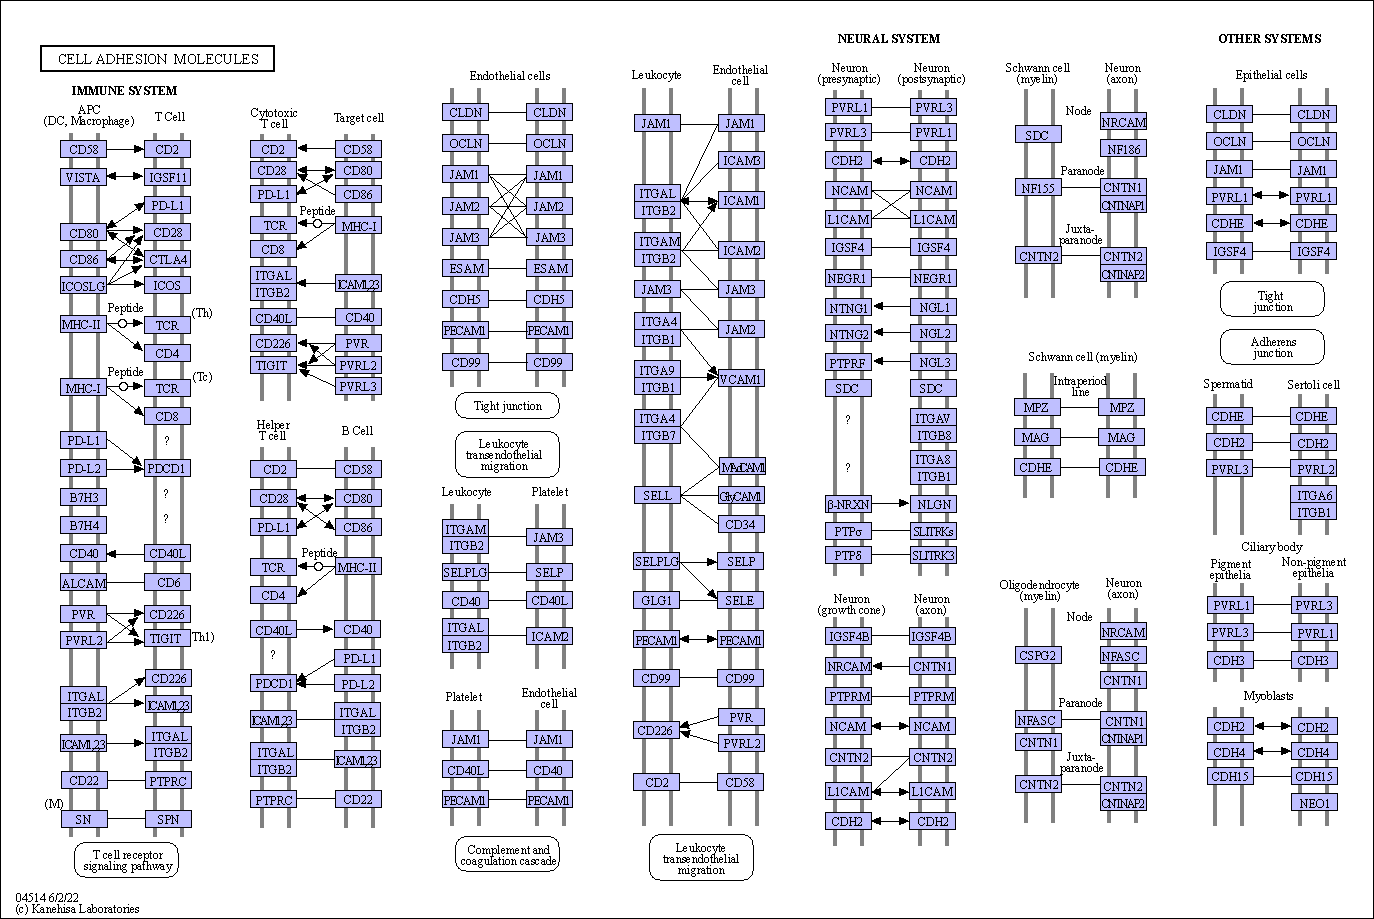 CELL ADHESION MOLECULES
IMMUNE SYSTEM
APC
(DC, Macrophage)
T Cell
CD58
CD2
VISTA
IGSF11
PD-L1
CD80
CD28
CD86
CTLA4
ICOSLG
ICOS
Peptide
(Th)
MHC-II
TCR
CD4
Peptide
(Tc)
MHC-I
TCR
CD8
PD-L1
?
PD-L2
PDCD1
B7H3
?
B7H4
?
CD40
CD40L
ALCAM
CD6
PVR
CD226
PVRL2
TIGIT
Th1)
CD226
ITGAL
ITGB2
ICAM1,2,3
ICAM1,2,3
ITGAL
ITGB2
CD22
PTPRC
(M)
SN
SPN
T cell receptor
signaling pathway
04514 6/2/22
(c) Kanehisa Laboratories
Cytotoxic
T cell
Target cell
CD2
CD58
CD28
CD80
PD-L1
CD86
Peptide
TCR
MHC-I
CD8
ITGAL
ITGB2
ICAM1,2,3
CD40L
CD40
CD226
PVR
TIGIT
PVRL2
PVRL3
Helper
T cell
B Cell
CD2
CD58
CD28
CD80
PD-L1
CD86
Peptide
TCR
MHC-II
CD4
CD40L
CD40
?
PD-L1
PDCD1
PD-L2
ICAM1,2,3
ITGAL
ITGB2
ITGAL
ITGB2
ICAM1,2,3
PTPRC
CD22
Endothelial cells
CLDN
CLDN
OCLN
OCLN
JAM1
JAM1
JAM2
JAM2
JAM3
JAM3
ESAM
ESAM
CDH5
CDH5
PECAM1
PECAM1
CD99
CD99
Tight junction
Leukocyte
transendothelial
migration
Leukocyte
Platelet
ITGAM
ITGB2
JAM3
SELPLG
SELP
CD40
CD40L
ITGAL
ITGB2
ICAM2
Platelet
Endothelial
cell
JAM1
JAM1
CD40L
CD40
PECAM1
PECAM1
Complement and
coagulation cascade
Leukocyte
Endothelial
cell
JAM1
JAM1
ICAM3
ITGAL
ITGB2
ICAM1
ITGAM
ITGB2
ICAM2
JAM3
JAM3
ITGA4
ITGB1
JAM2
ITGA9
ITGB1
VCAM1
ITGA4
ITGB7
MAdCAM1
SELL
GlyCAM1
CD34
SELPLG
SELP
GLG1
SELE
PECAM1
PECAM1
CD99
CD99
PVR
CD226
PVRL2
CD2
CD58
Leukocyte
transendothelial
migration
NEURAL SYSTEM
Neuron
(presynaptic)
Neuron
(postsynaptic)
PVRL1
PVRL3
PVRL3
PVRL1
CDH2
CDH2
NCAM
NCAM
L1CAM
L1CAM
IGSF4
IGSF4
NEGR1
NEGR1
NTNG1
NGL1
NTNG2
NGL2
PTPRF
NGL3
SDC
SDC
?
ITGAV
ITGB8
?
ITGA8
ITGB1
β-NRXN
NLGN
PTPσ
SLITRKs
PTPδ
SLITRK3
Neuron
(growth cone)
Neuron
(axon)
IGSF4B
IGSF4B
NRCAM
CNTN1
PTPRM
PTPRM
NCAM
NCAM
CNTN2
CNTN2
L1CAM
L1CAM
CDH2
CDH2
Schwann cell
(myelin)
Neuron
(axon)
Node
NRCAM
SDC
NF186
Paranode
NF155
CNTN1
CNTNAP1
Juxta-
paranode
CNTN2
CNTN2
CNTNAP2
Schwann cell (myelin)
Intraperiod
line
MPZ
MPZ
MAG
MAG
CDHE
CDHE
Oligodendrocyte
(myelin)
Neuron
(axon)
Node
NRCAM
CSPG2
NFASC
CNTN1
Paranode
NFASC
CNTN1
CNTNAP1
CNTN1
Juxta-
paranode
CNTN2
CNTN2
CNTNAP2
OTHER SYSTEMS
Epithelial cells
CLDN
CLDN
OCLN
OCLN
JAM1
JAM1
PVRL1
PVRL1
CDHE
CDHE
IGSF4
IGSF4
Tight
junction
Adherens
junction
Spermatid
Sertoli cell
CDHE
CDHE
CDH2
CDH2
PVRL3
PVRL2
ITGA6
ITGB1
Ciliary body
Pigment
epithelia
Non-pigment
epithelia
PVRL1
PVRL3
PVRL3
PVRL1
CDH3
CDH3
Myoblasts
CDH2
CDH2
CDH4
CDH4
CDH15
CDH15
NEO1